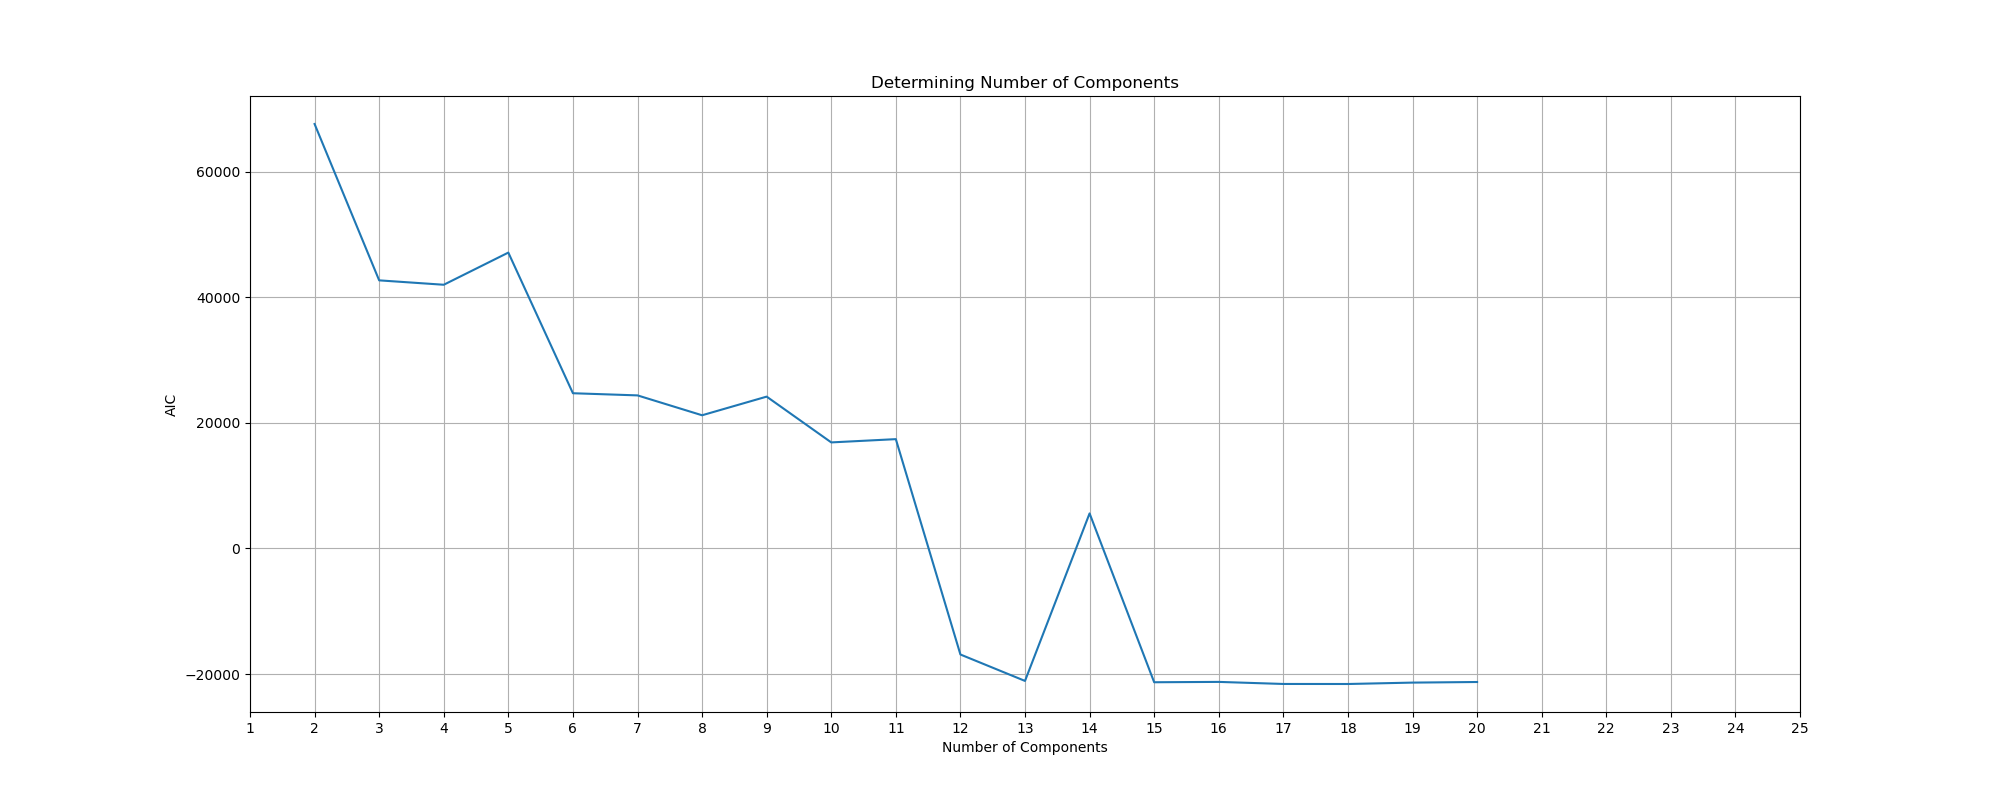 Determining Number of Components
60000
40000
20000
0
−20000
AIC
1 2 3 4 5 6 7 8 9 10 11 12 13 14 15 16 17 18 19 20 21 22 23 24 25
Number of Components